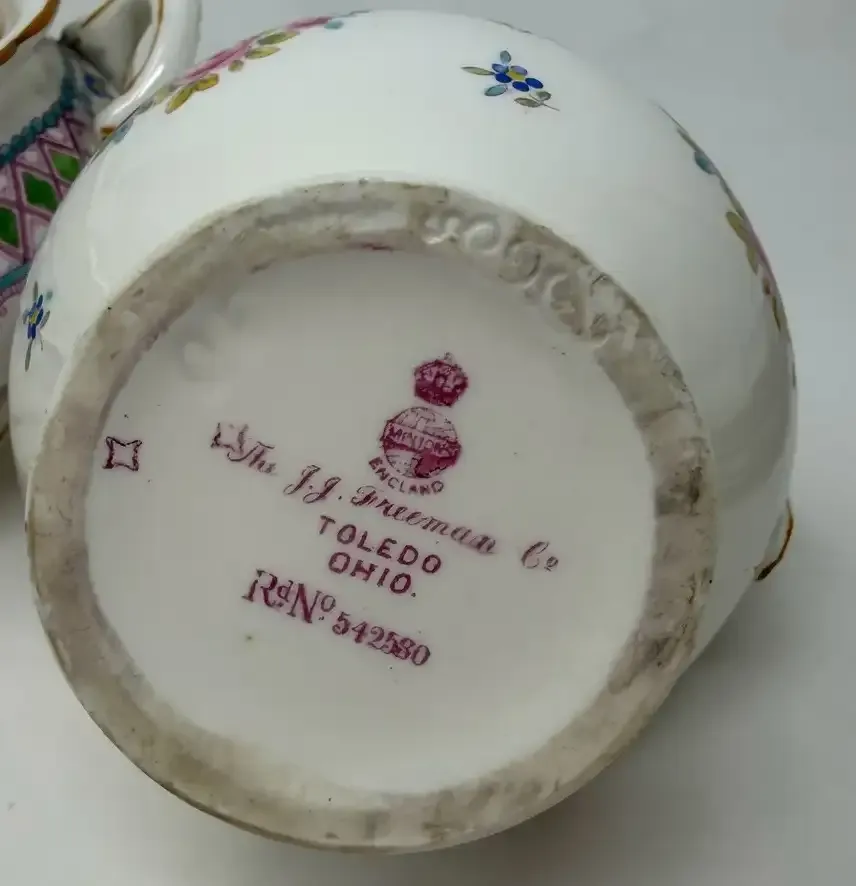 MINTONS
ENGLAND
The J.J. Freeman Co
TOLEDO
OHIO.
RdNo 542580